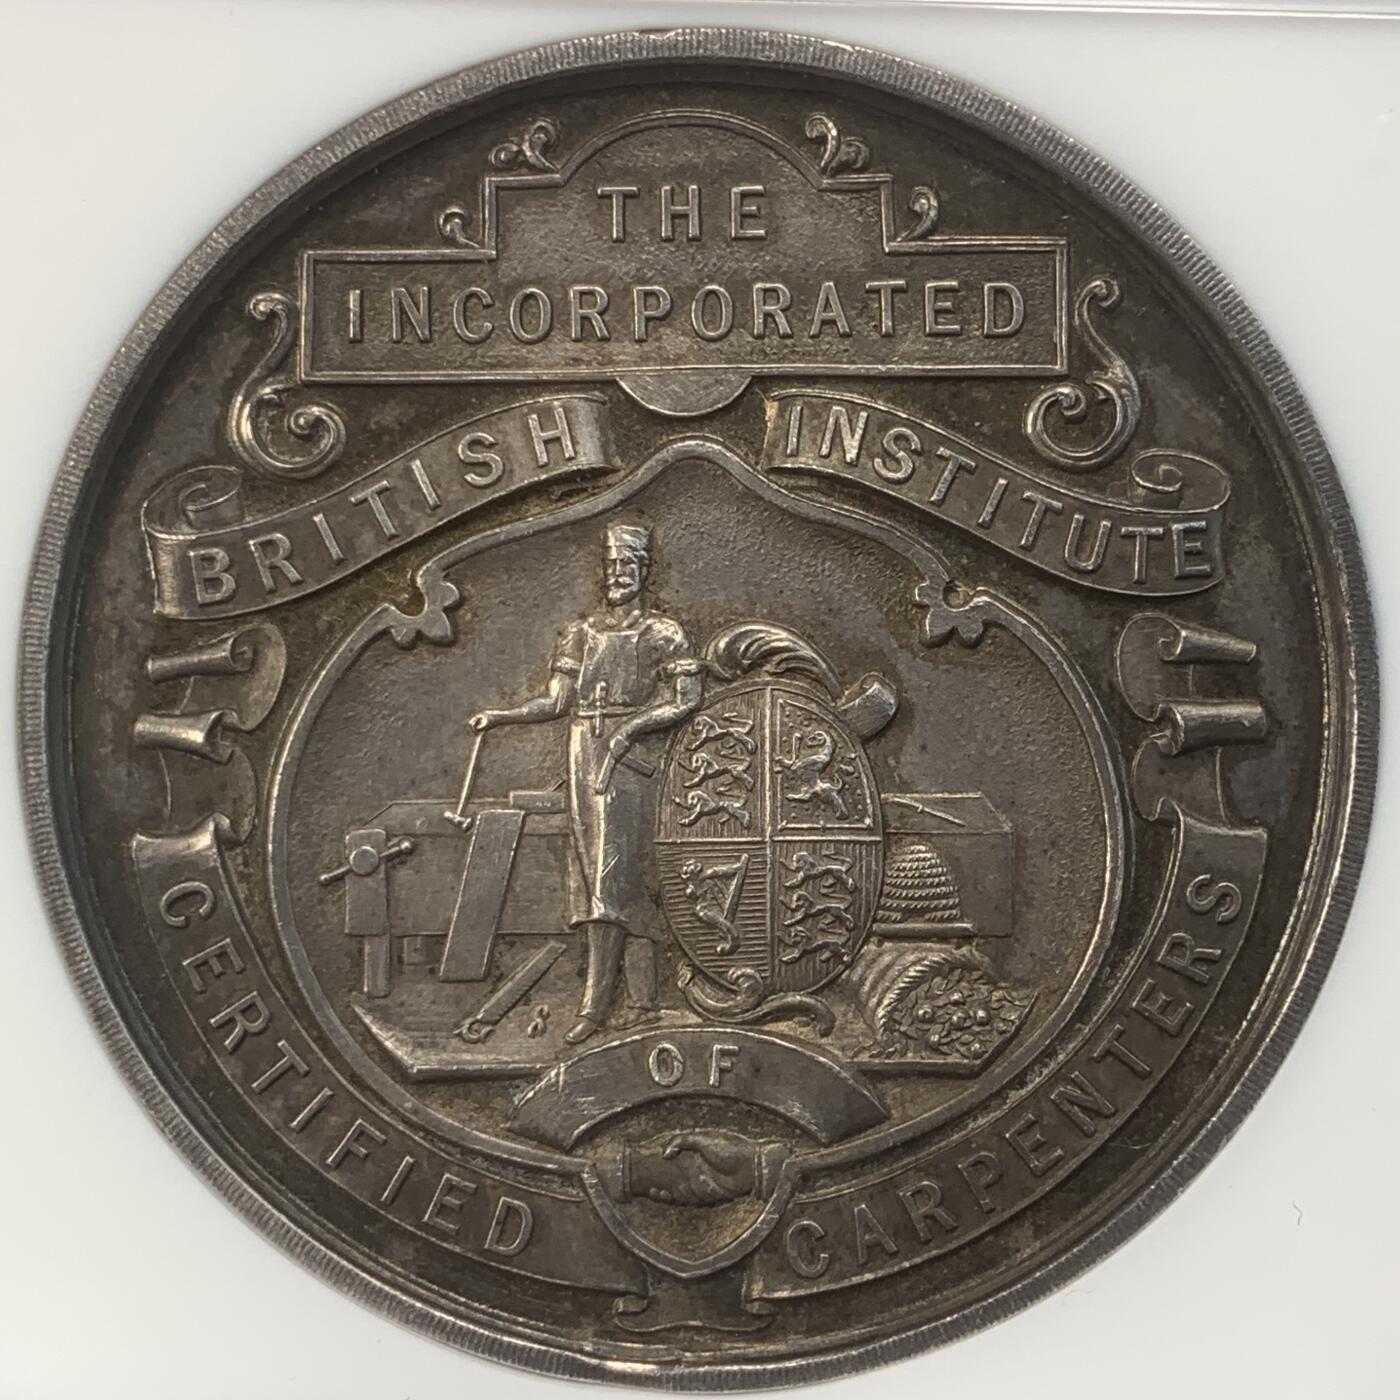 THE
INCORPORATED
BRITISH INSTITUTE
OF
CERTIFIED CARPENTERS